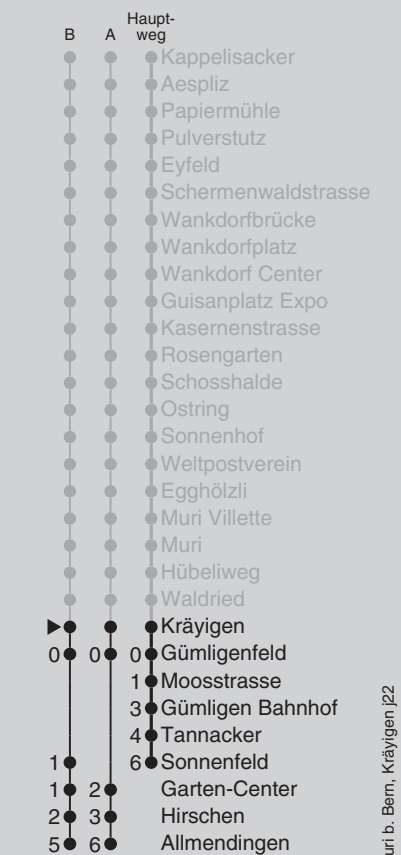 Haupt-
B A weg
Kappelisacker
Aespliz
Papiermühle
Pulverstutz
Eyfeld
Schermenwaldstrasse
Wankdorfbrücke
Wankdorfplatz
Wankdorf Center
Guisanplatz Expo
Kasernenstrasse
Rosengarten
Schosshalde
Ostring
Sonnenhof
Weltpostverein
Egghölzli
Muri Villette
Muri
Hübeliweg
Waldried
Kräyigen
0 0 0 Gümligenfeld
1 Moosstrasse
3 Gümligen Bahnhof
4 Tannacker
1 6 Sonnenfeld
1 2 Garten-Center
2 3 Hirschen
5 6 Allmendingen
uri b. Bern, Kräyigen j22